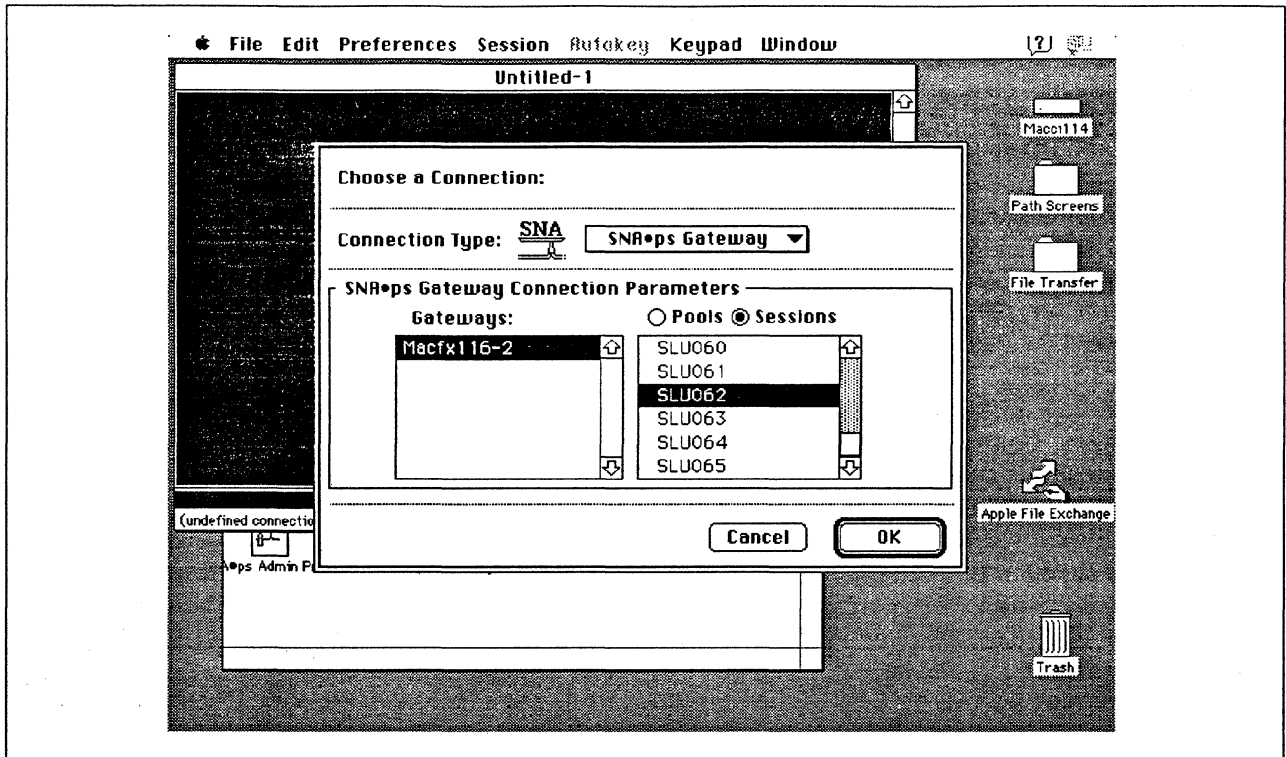 File Edit Preferences Session Autokey Keypad Window
Untitled-1
Macci114
Path Screens
File Transfer
Choose a Connection:
Connection Type: SNA SNA•ps Gateway
SNA•ps Gateway Connection Parameters
Gateways: Pools Sessions
Macfx116-2
SLU060
SLU061
SLU062
SLU063
SLU064
SLU065
Cancel OK
(undefined connectio
Apple File Exchange
A•ps Admin P
Trash